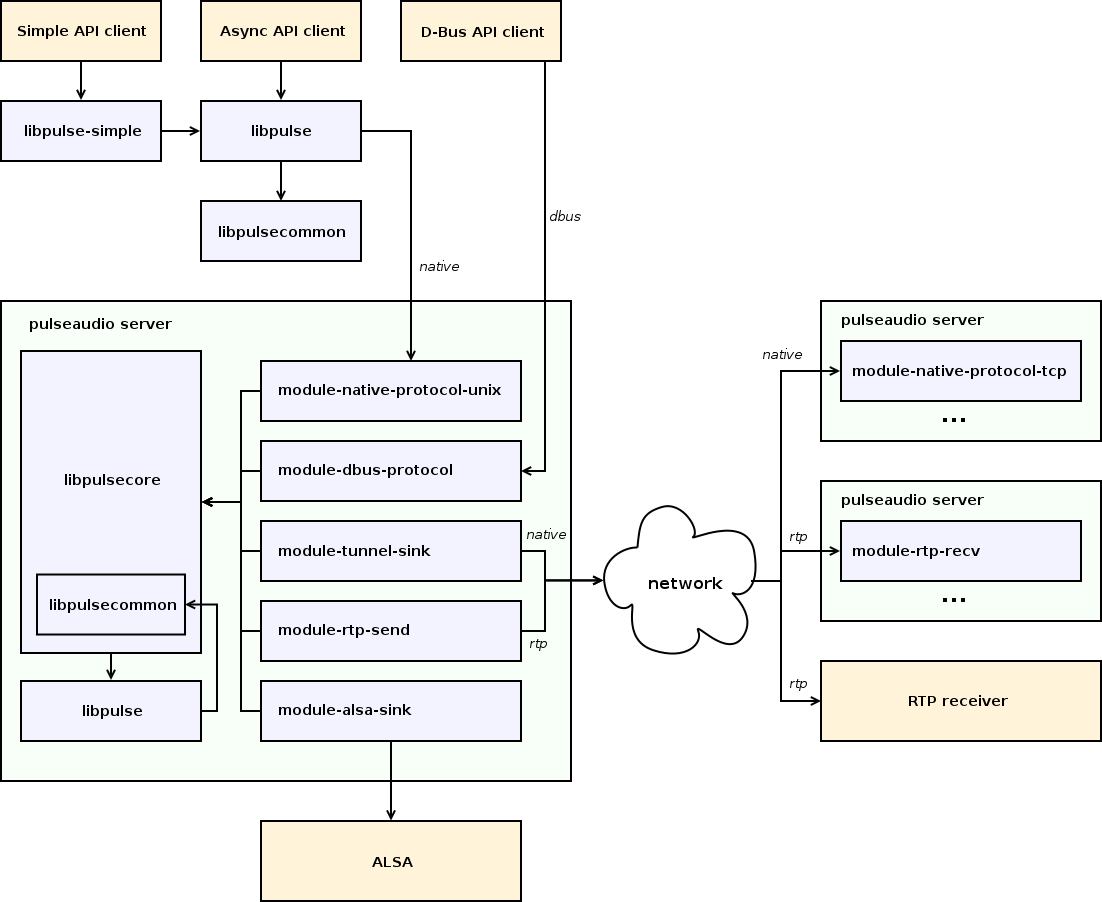 Simple API client
Async API client
D-Bus API client
libpulse-simple
libpulse
libpulsecommon
dbus
native
pulseaudio server
libpulsecore
libpulsecommon
libpulse
module-native-protocol-unix
module-dbus-protocol
module-tunnel-sink
module-rtp-send
module-alsa-sink
native
rtp
ALSA
network
native
pulseaudio server
module-native-protocol-tcp
...
rtp
pulseaudio server
module-rtp-recv
...
rtp
RTP receiver